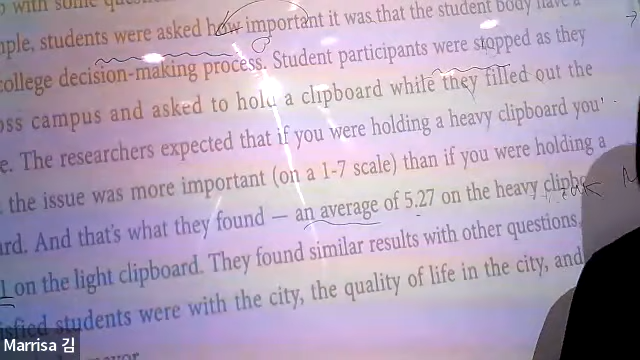 with some
students were asked how important it was that the student body have a
college decision-making process. Student participants were stopped as they
campus and asked to hold a clipboard while they filled out the
The researchers expected that if you were holding a heavy clipboard you'
the issue was more important (on a 1-7 scale) than if you were holding a
And that's what they found — an average of 5.27 on the heavy
on the light clipboard. They found similar results with other questions,
students were with the city, the quality of life in the city, and
Marrisa 김